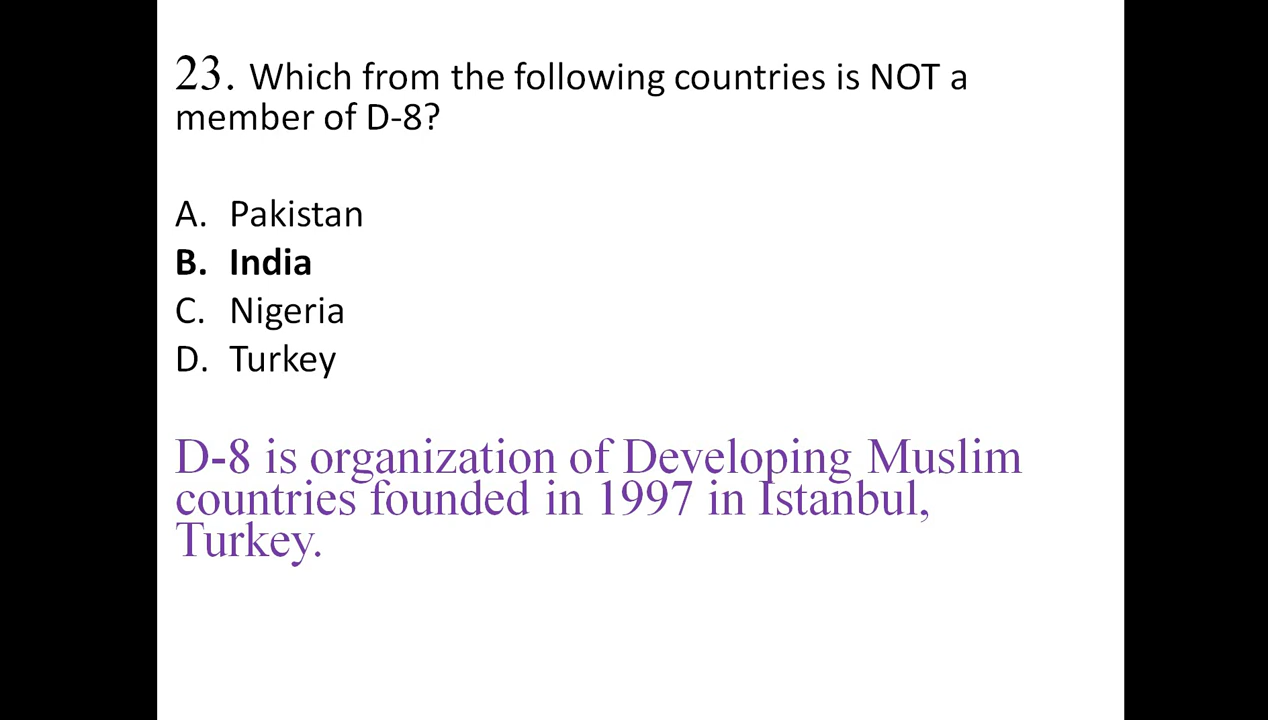 23. Which from the following countries is NOT a
member of D-8?
A. Pakistan
B. India
C. Nigeria
D. Turkey
D-8 is organization of Developing Muslim
countries founded in 1997 in Istanbul,
Turkey.